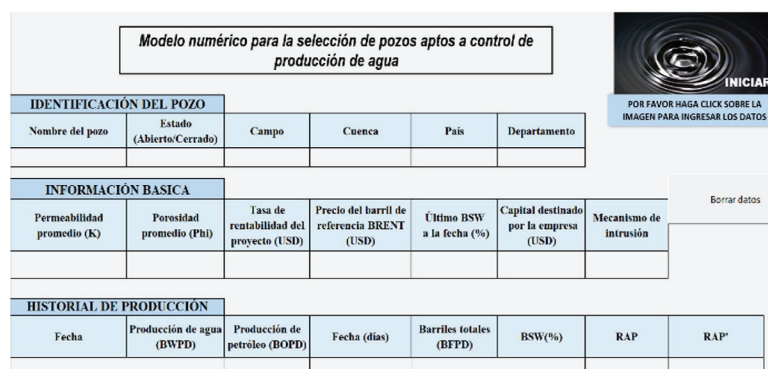 Modelo numérico para la selección de pozos aptos a control de
producción de agua
INICIAR
POR FAVOR HAGA CLICK SOBRE LA
IMAGEN PARA INGRESAR LOS DATOS
IDENTIFICACIÓN DEL POZO
Nombre del pozo
Estado
(Abierto/Cerrado)
Campo
Cuenca
País
Departamento
INFORMACIÓN BASICA
Borrar datos
Permeabilidad
promedio (K)
Porosidad
promedio (Phi)
Tasa de
rentabilidad del
proyecto (USD)
Precio del barril de
referencia BRENT
(USD)
Último BSW
a la fecha (%)
Capital destinado
por la empresa
(USD)
Mecanismo de
intrusión
HISTORIAL DE PRODUCCIÓN
Fecha
Producción de agua
(BWPD)
Producción de
petróleo (BOPD)
Fecha (días)
Barriles totales
(BFPD)
BSW(%)
RAP
RAP'